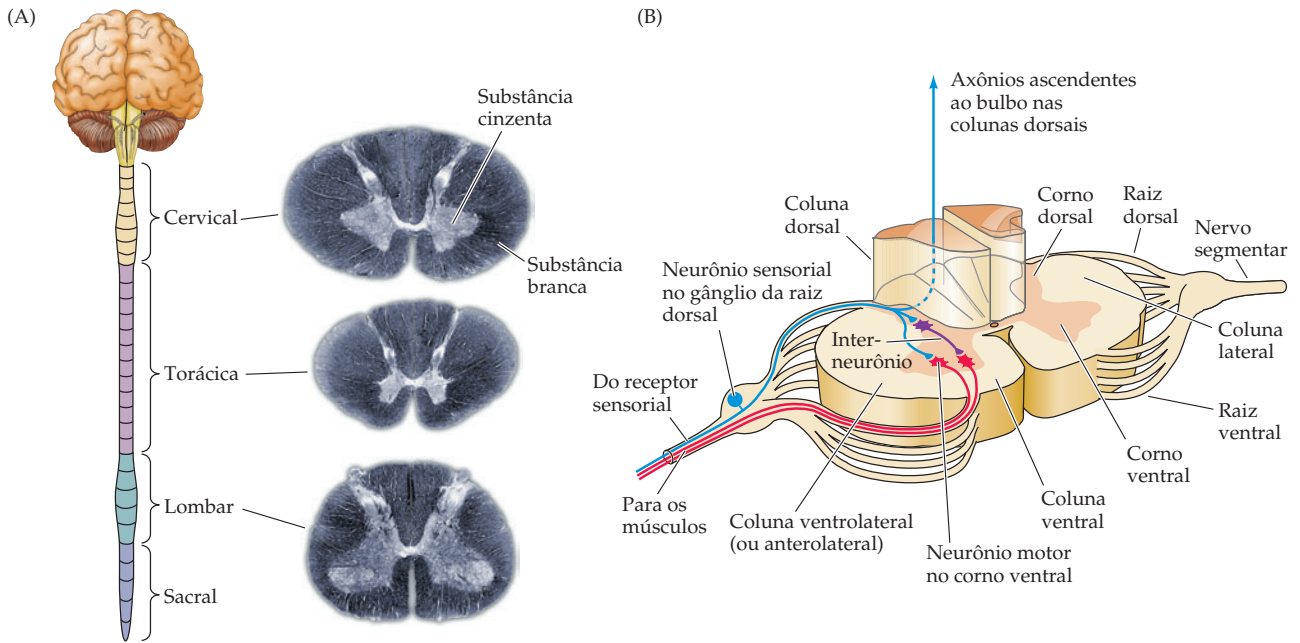 (A)
Substância
cinzenta
Cervical
Substância
branca
Torácica
Lombar
Sacral
(B)
Axônios ascendentes
ao bulbo nas
colunas dorsais
Coluna
dorsal
Corno
dorsal
Raiz
dorsal
Nervo
segmentar
Neurônio sensorial
no gânglio da raiz
dorsal
Inter-
neurônio
Coluna
lateral
Do receptor
sensorial
Raiz
ventral
Corno
ventral
Para os
músculos
Coluna ventrolateral
(ou anterolateral)
Coluna
ventral
Neurônio motor
no corno ventral